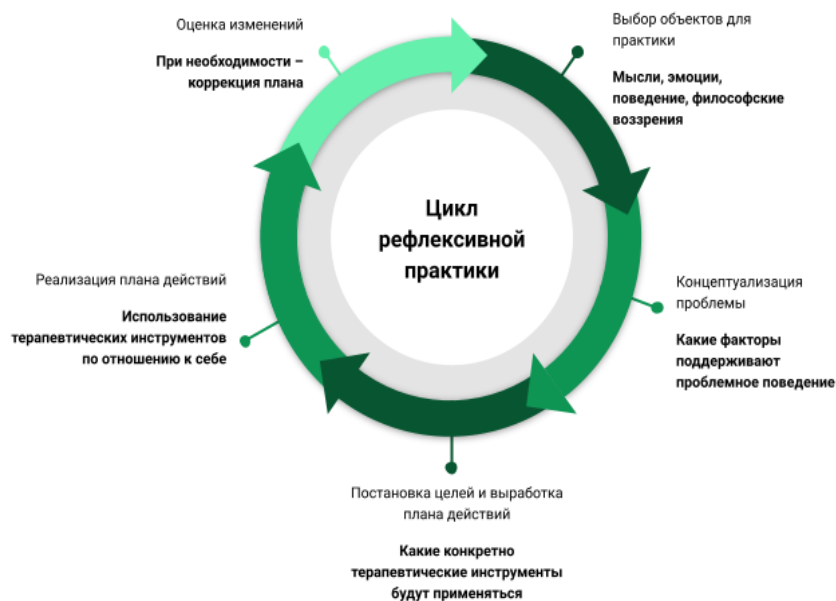 Цикл
рефлексивной
практики
Выбор объектов для
практики
Мысли, эмоции,
поведение, философские
воззрения
Концептуализация
проблемы
Какие факторы
поддерживают
проблемное поведение
Постановка целей и выработка
плана действий
Какие конкретно
терапевтические инструменты
будут применяться
Реализация плана действий
Использование
терапевтических инструментов
по отношению к себе
Оценка изменений
При необходимости –
коррекция плана